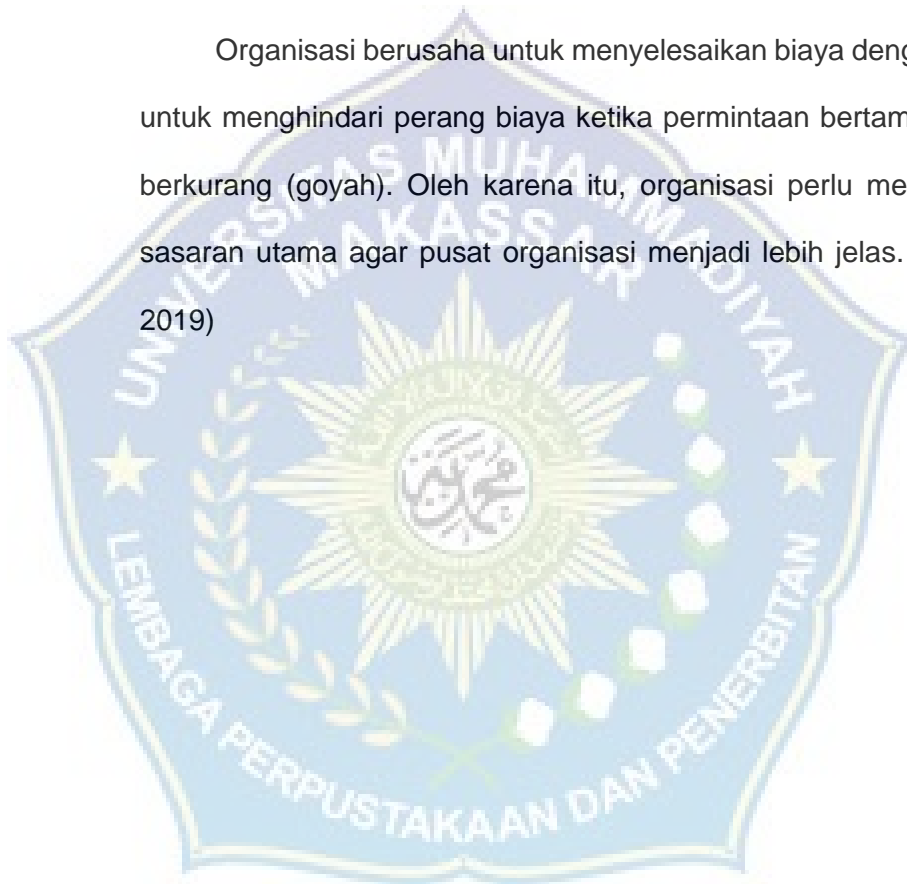 Organisasi berusaha untuk menyelesaikan biaya deng
untuk menghindari perang biaya ketika permintaan bertam
berkurang (goyah). Oleh karena itu, organisasi perlu me
sasaran utama agar pusat organisasi menjadi lebih jelas.
2019)
UNIVERSITAS MUHAMMADIYAH
MAKASSAR
LEMBAGA PERPUSTAKAAN DAN PENERBITAN